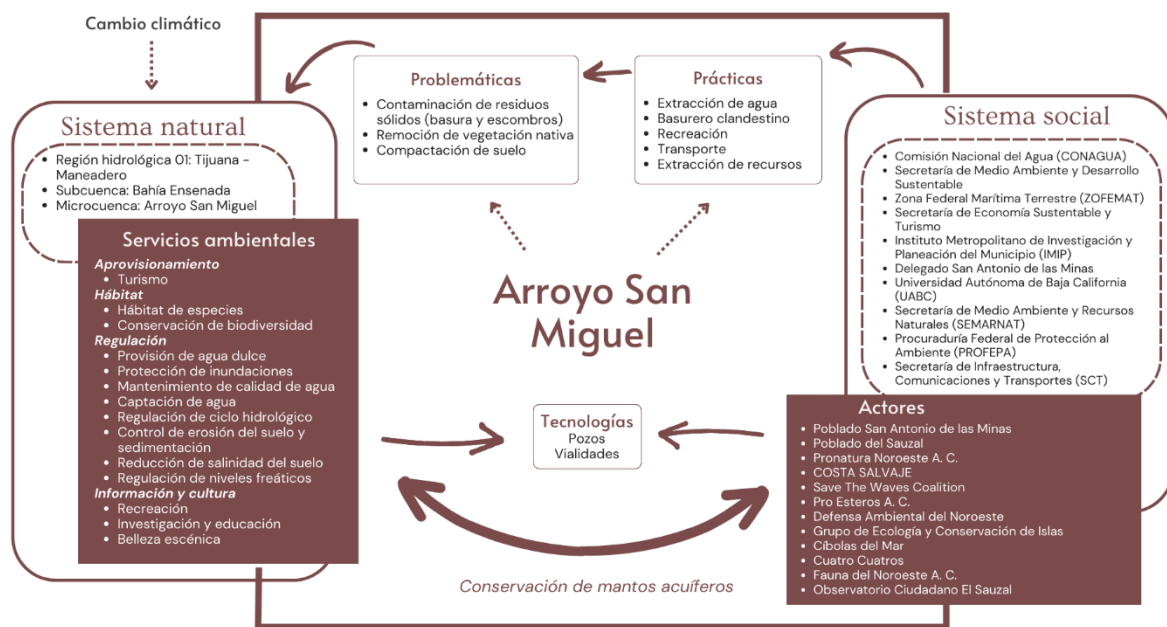 Cambio climático
Sistema natural
• Región hidrológica 01: Tijuana -
Maneadero
• Subcuenca: Bahía Ensenada
• Microcuenca: Arroyo San Miguel
Servicios ambientales
Aprovisionamiento
• Turismo
Hábitat
• Hábitat de especies
• Conservación de biodiversidad
Regulación
• Provisión de agua dulce
• Protección de inundaciones
• Mantenimiento de calidad de agua
• Captación de agua
• Regulación de ciclo hidrológico
• Control de erosión del suelo y
sedimentación
• Reducción de salinidad del suelo
• Regulación de niveles freáticos
Información y cultura
• Recreación
• Investigación y educación
• Belleza escénica
Problemáticas
• Contaminación de residuos
sólidos (basura y escombros)
• Remoción de vegetación nativa
• Compactación de suelo
Prácticas
• Extracción de agua
• Basurero clandestino
• Recreación
• Transporte
• Extracción de recursos
Arroyo San
Miguel
Tecnologías
Pozos
Vialidades
Conservación de mantos acuíferos
Sistema social
• Comisión Nacional del Agua (CONAGUA)
• Secretaría de Medio Ambiente y Desarrollo
Sustentable
• Zona Federal Marítima Terrestre (ZOFEMAT)
• Secretaría de Economía Sustentable y
Turismo
• Instituto Metropolitano de Investigación y
Planeación del Municipio (IMIP)
• Delegado San Antonio de las Minas
• Universidad Autónoma de Baja California
(UABC)
• Secretaría de Medio Ambiente y Recursos
Naturales (SEMARNAT)
• Procuraduría Federal de Protección al
Ambiente (PROFEPA)
• Secretaría de Infraestructura,
Comunicaciones y Transportes (SCT)
Actores
• Poblado San Antonio de las Minas
• Poblado del Sauzal
• Pronatura Noroeste A. C.
• COSTA SALVAJE
• Save The Waves Coalition
• Pro Esteros A. C.
• Defensa Ambiental del Noroeste
• Grupo de Ecología y Conservación de Islas
• Cíbolas del Mar
• Cuatro Cuatros
• Fauna del Noroeste A. C.
• Observatorio Ciudadano El Sauzal